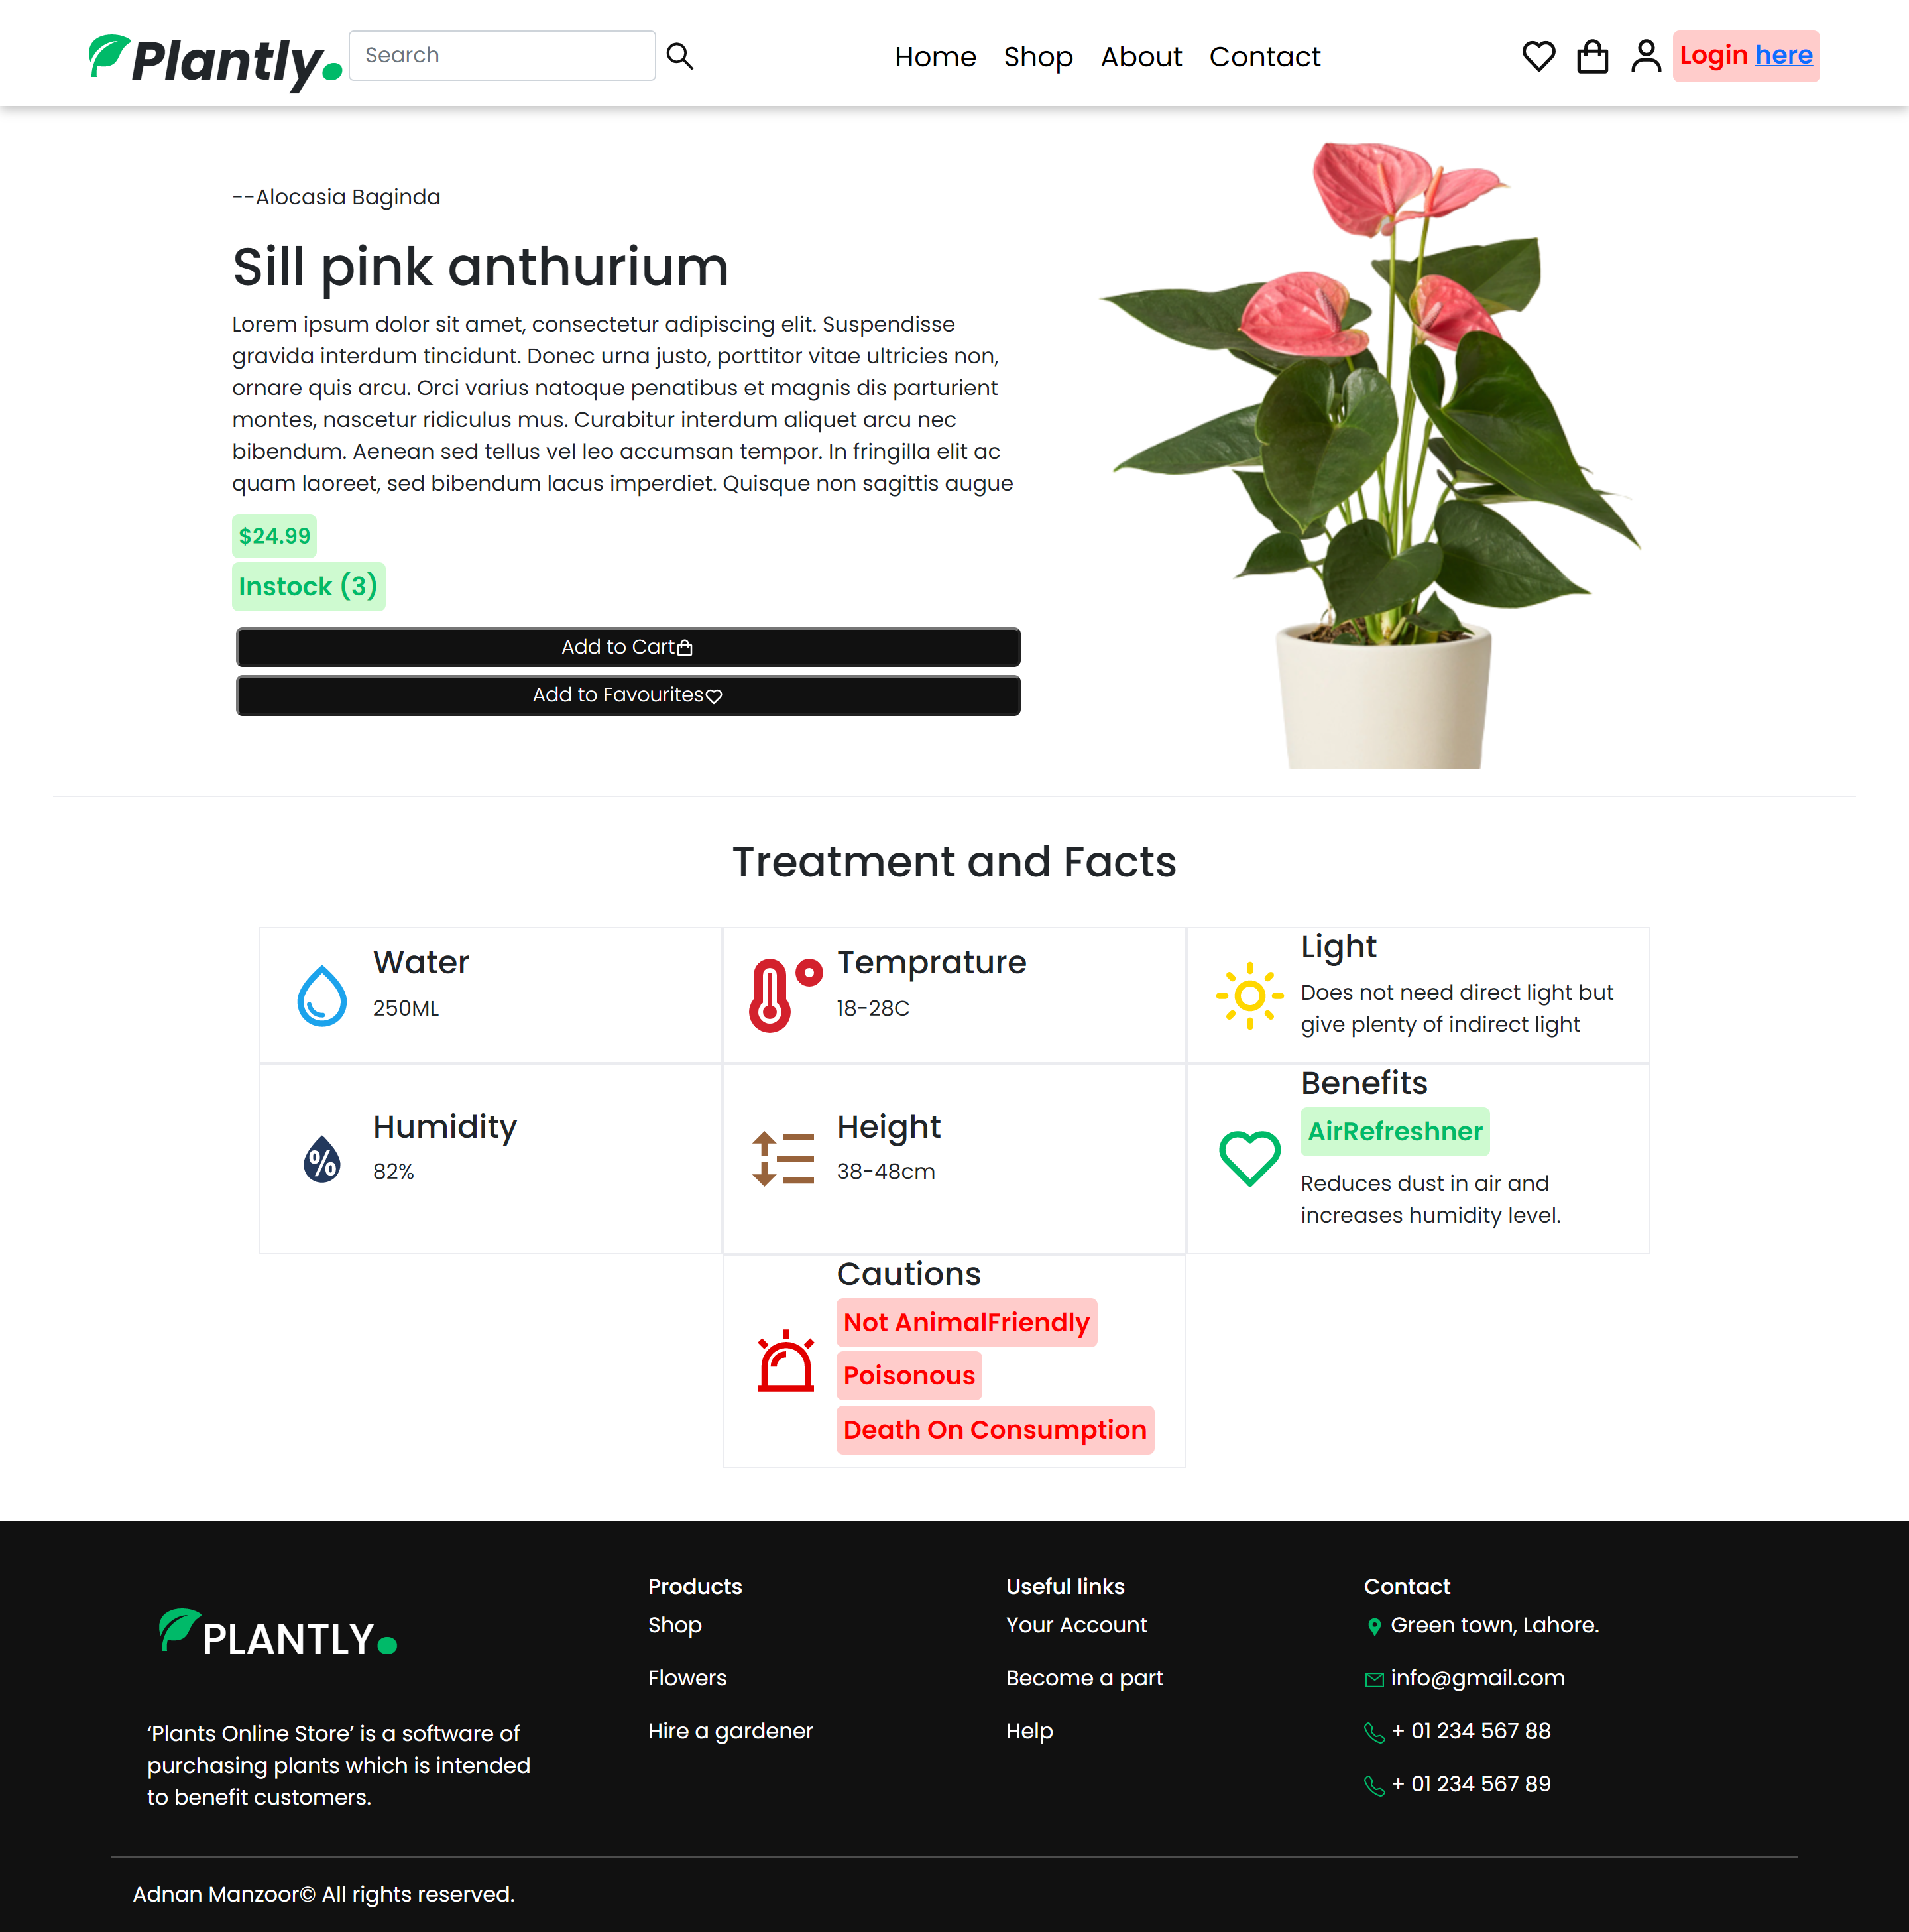 Plantly
Search
Home Shop About Contact
Login here
--Alocasia Baginda
Sill pink anthurium
Lorem ipsum dolor sit amet, consectetur adipiscing elit. Suspendisse
gravida interdum tincidunt. Donec urna justo, porttitor vitae ultricies non,
ornare quis arcu. Orci varius natoque penatibus et magnis dis parturient
montes, nascetur ridiculus mus. Curabitur interdum aliquet arcu nec
bibendum. Aenean sed tellus vel leo accumsan tempor. In fringilla elit ac
quam laoreet, sed bibendum lacus imperdiet. Quisque non sagittis augue
$24.99
Instock (3)
Add to Cart
Add to Favourites
Treatment and Facts
Water
250ML
Temprature
18-28C
Light
Does not need direct light but
give plenty of indirect light
Humidity
%
82%
Height
38-48cm
Benefits
AirRefreshner
Reduces dust in air and
increases humidity level.
Cautions
Not AnimalFriendly
Poisonous
Death On Consumption
PLANTLY
‘Plants Online Store’ is a software of
purchasing plants which is intended
to benefit customers.
Products
Shop
Flowers
Hire a gardener
Useful links
Your Account
Become a part
Help
Contact
Green town, Lahore.
info@gmail.com
+ 01 234 567 88
+ 01 234 567 89
Adnan Manzoor© All rights reserved.